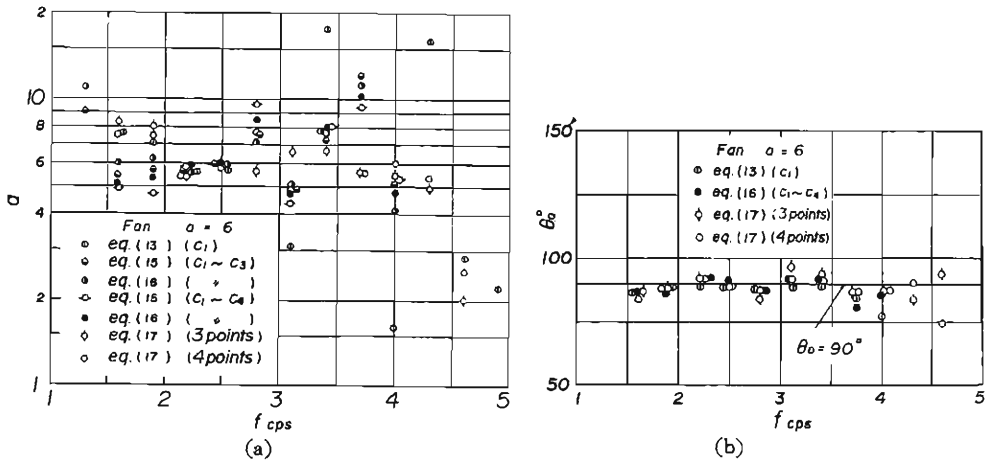 2
10
8
6
4
2
1
a
Fan a = 6
eq. (13) (C₁)
eq. (15) (C₁ ~ C₃)
eq. (16) ( 〃 )
eq. (15) (C₁ ~ C₄)
eq. (16) ( 〃 )
eq. (17) (3 points)
eq. (17) (4 points)
1 2 3 4 5
f cps
(a)
150
100
50
θ₀°
Fan a = 6
eq. (13) (C₁)
eq. (16) (C₁~C₄)
eq. (17) (3 points)
eq. (17) (4 points)
θ₀ = 90°
1 2 3 4 5
f cps
(b)